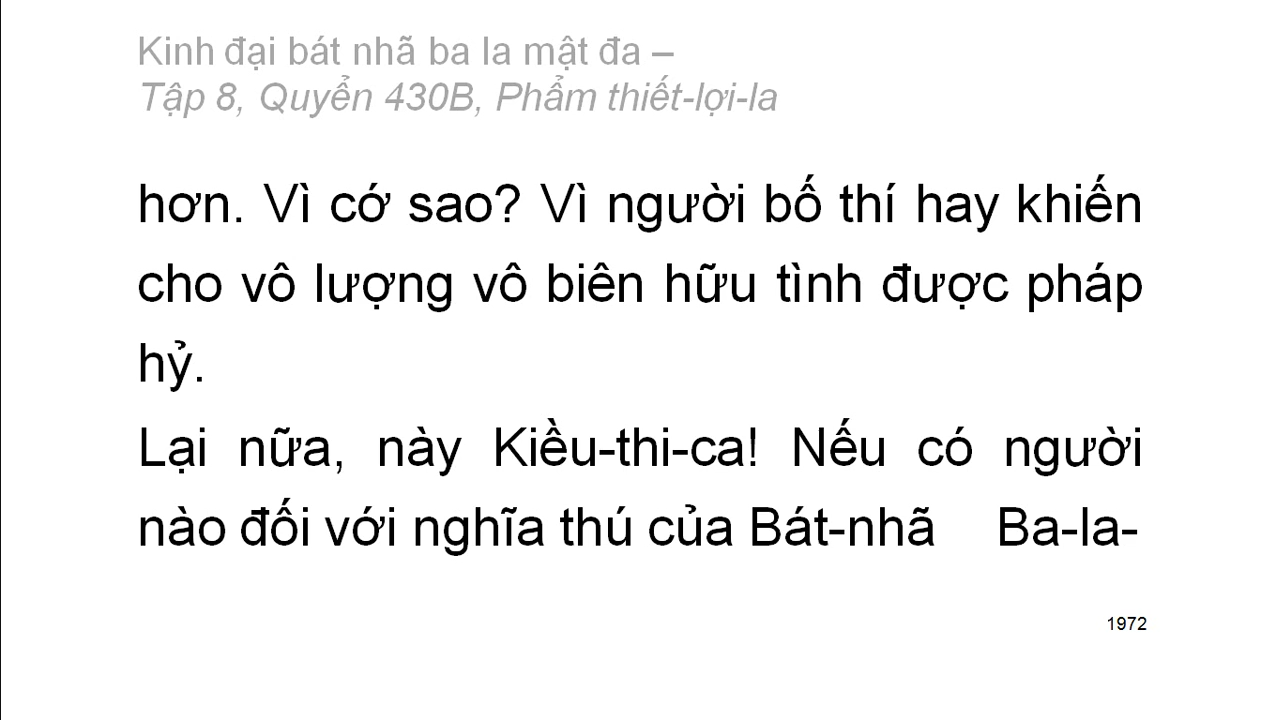 Kinh đại bát nhã ba la mật đa –
Tập 8, Quyển 430B, Phẩm thiết-lợi-la
hơn. Vì cớ sao? Vì người bố thí hay khiến
cho vô lượng vô biên hữu tình được pháp
hỷ.
Lại nữa, này Kiều-thi-ca! Nếu có người
nào đối với nghĩa thú của Bát-nhã Ba-la-
1972